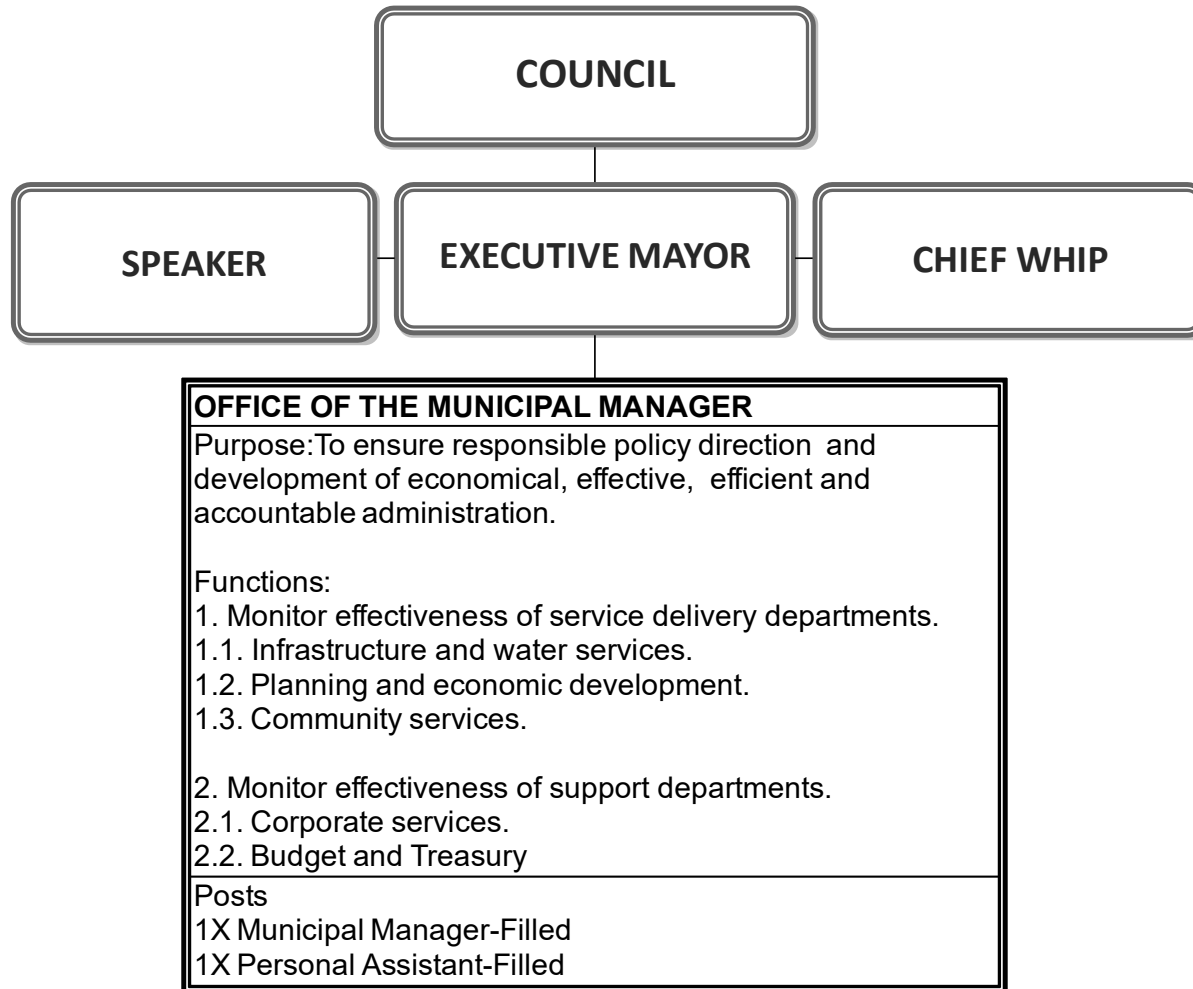 COUNCIL
SPEAKER
EXECUTIVE MAYOR
CHIEF WHIP
OFFICE OF THE MUNICIPAL MANAGER
Purpose:To ensure responsible policy direction and
development of economical, effective, efficient and
accountable administration.
Functions:
1. Monitor effectiveness of service delivery departments.
1.1. Infrastructure and water services.
1.2. Planning and economic development.
1.3. Community services.
2. Monitor effectiveness of support departments.
2.1. Corporate services.
2.2. Budget and Treasury
Posts
1X Municipal Manager-Filled
1X Personal Assistant-Filled